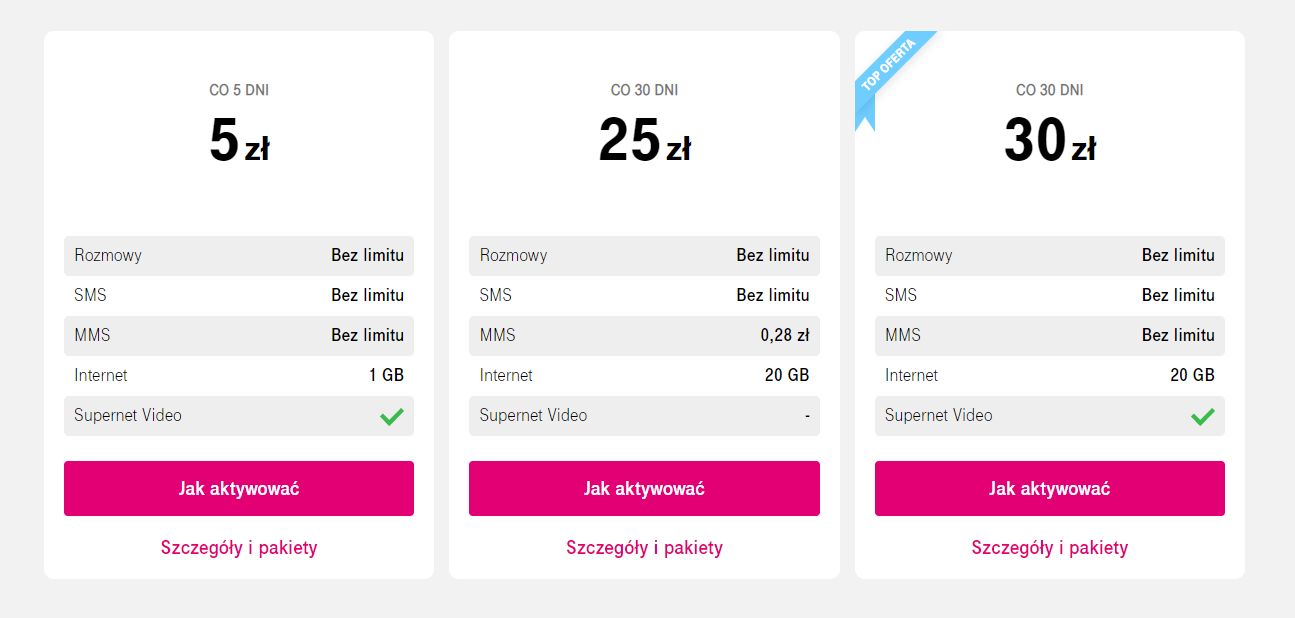 CO 5 DNI
5 zł
Rozmowy Bez limitu
SMS Bez limitu
MMS Bez limitu
Internet 1 GB
Supernet Video
Jak aktywować
Szczegóły i pakiety
CO 30 DNI
25 zł
Rozmowy Bez limitu
SMS Bez limitu
MMS 0,28 zł
Internet 20 GB
Supernet Video -
Jak aktywować
Szczegóły i pakiety
TOP OFERTA
CO 30 DNI
30 zł
Rozmowy Bez limitu
SMS Bez limitu
MMS Bez limitu
Internet 20 GB
Supernet Video
Jak aktywować
Szczegóły i pakiety